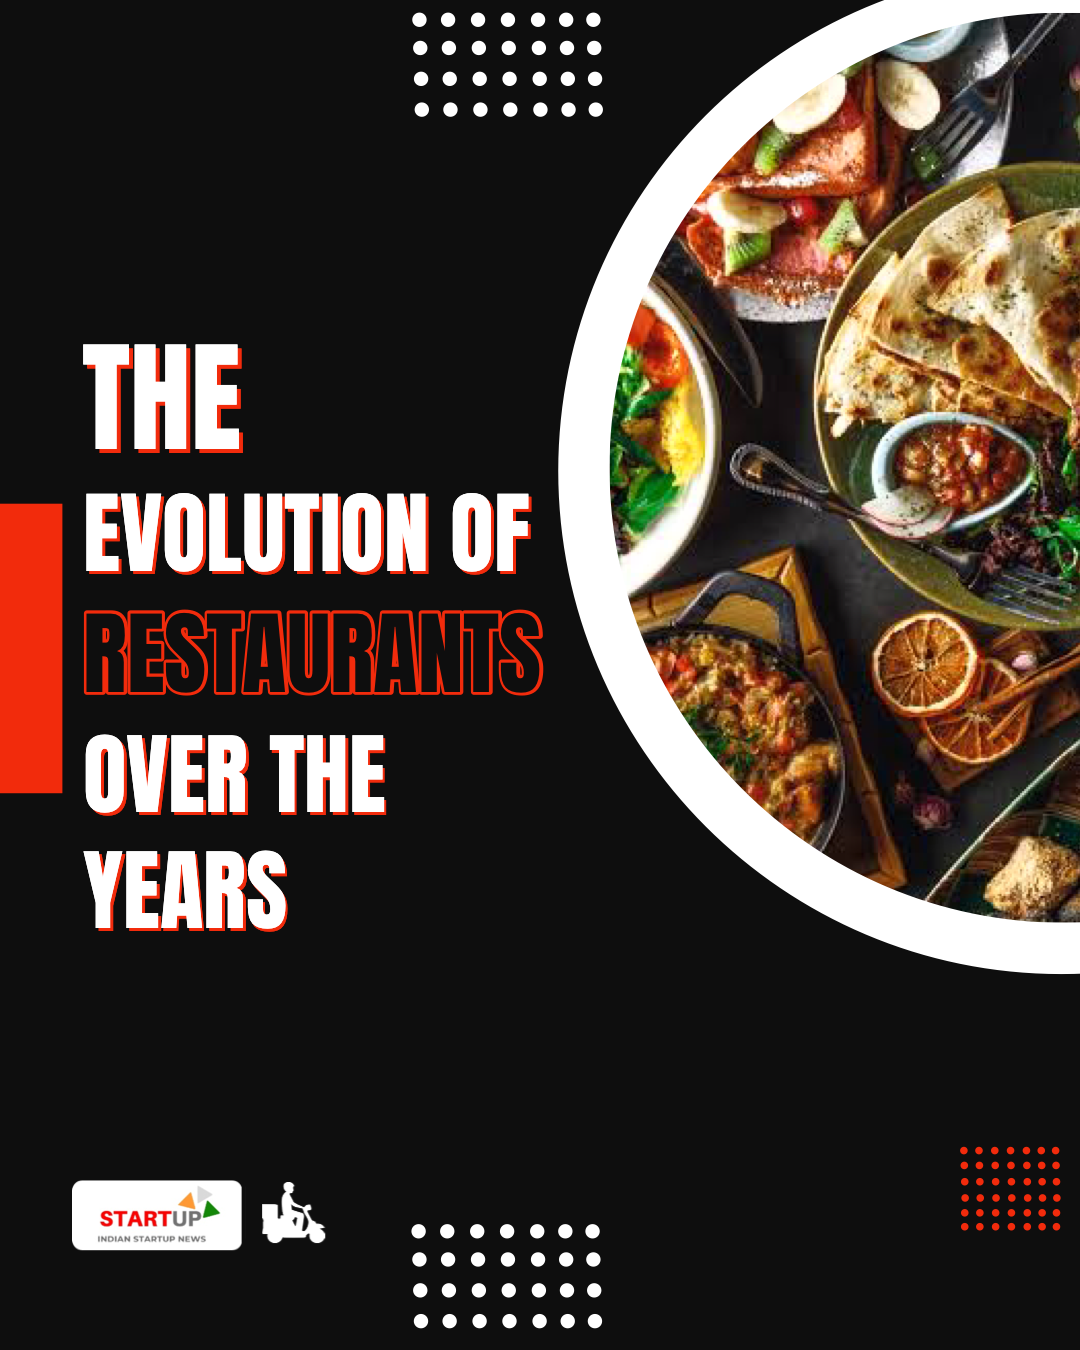 THE
EVOLUTION OF
RESTAURANTS
OVER THE
YEARS
STARTUP
INDIAN STARTUP NEWS